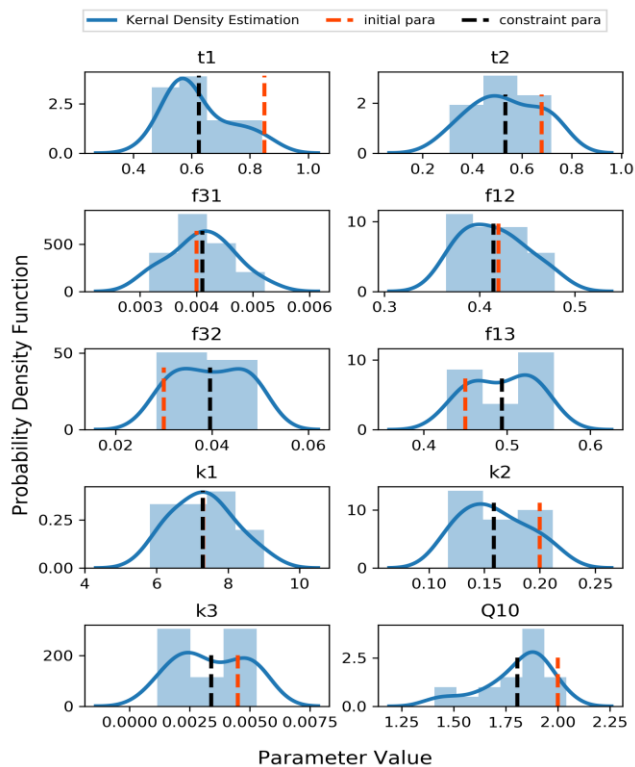 Kernal Density Estimation initial para constraint para
t1 t2
2.5
0.0
0.4 0.6 0.8 1.0
2
0
0.2 0.4 0.6 0.8 1.0
f31 f12
500
0
0.003 0.004 0.005 0.006
10
0
0.3 0.4 0.5
f32 f13
50
0
0.02 0.04 0.06
10
0
0.4 0.5 0.6
k1 k2
0.25
0.00
4 6 8 10
10
0
0.10 0.15 0.20 0.25
k3 Q10
200
0
0.0000 0.0025 0.0050 0.0075
2.5
0.0
1.25 1.50 1.75 2.00 2.25
Probability Density Function
Parameter Value